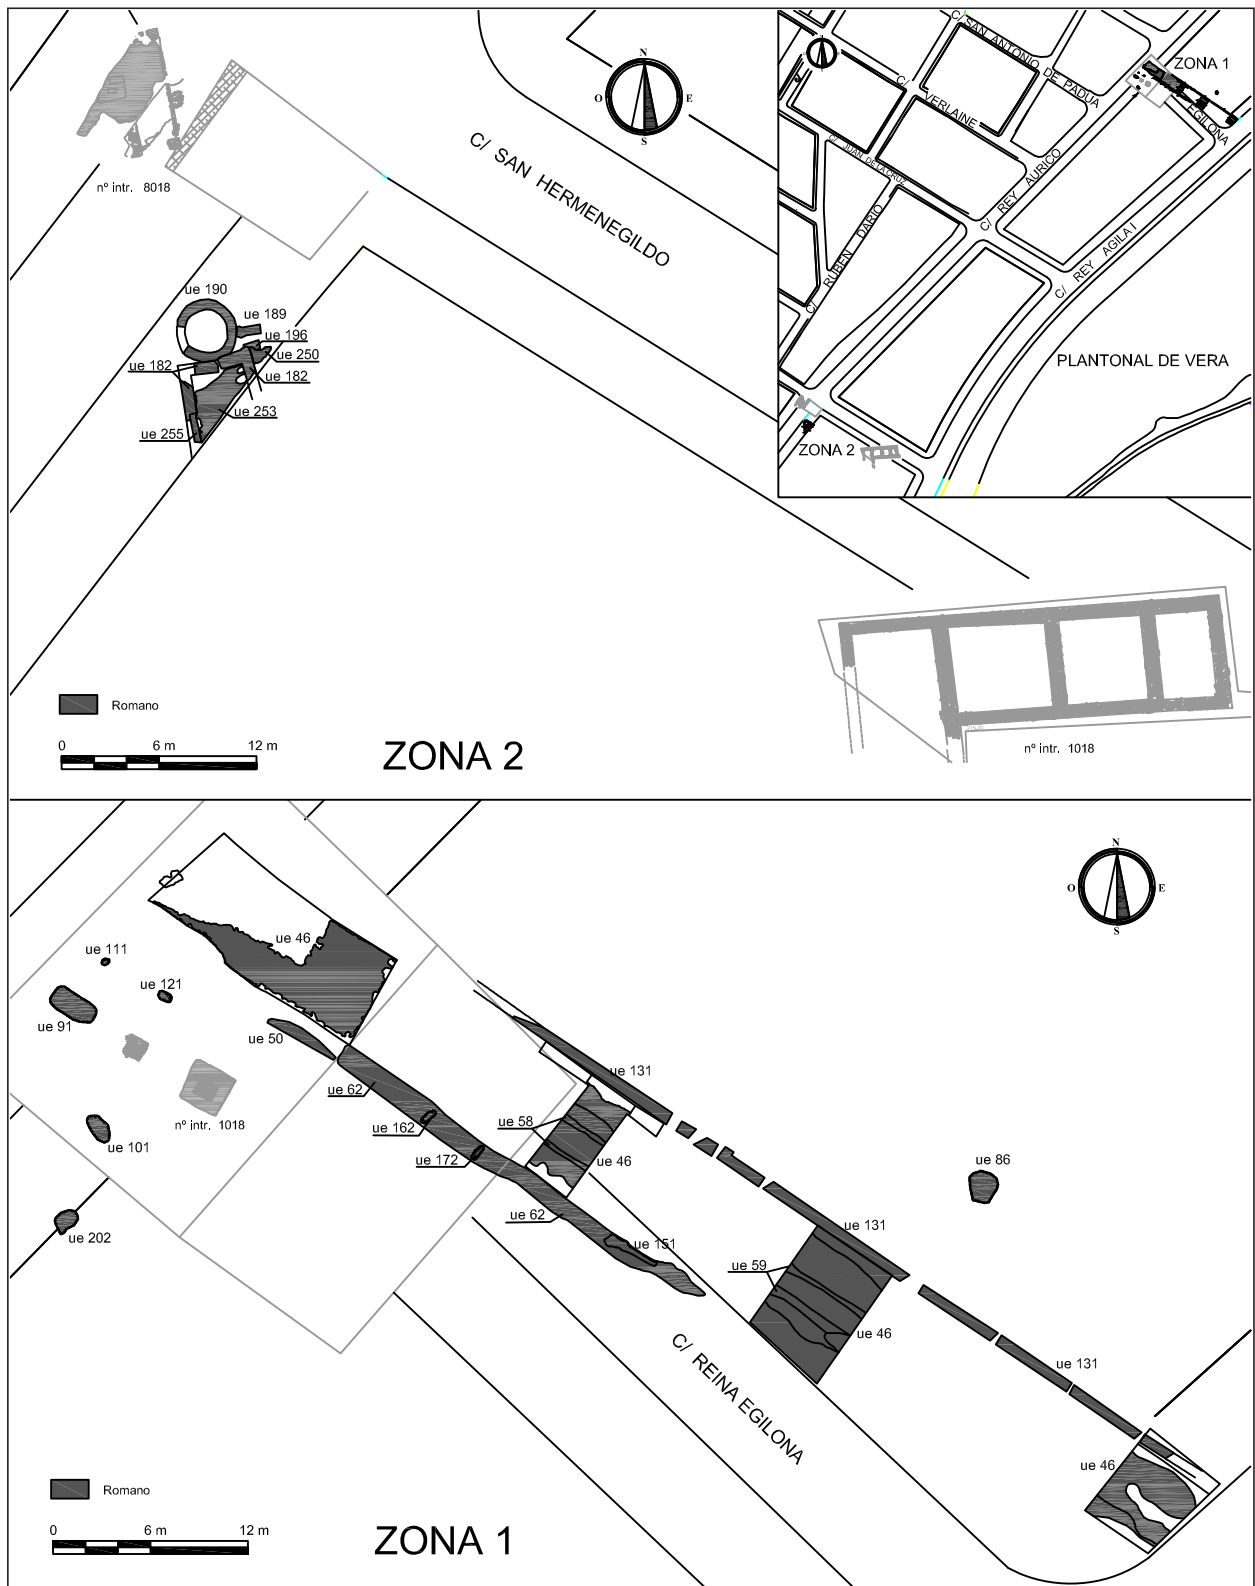 nº intr. 8018
N
O
E
S
C/ SAN HERMENEGILDO
ue 190
ue 189
ue 196
ue 250
ue 182
ue 182
ue 253
ue 255
C/ SAN ANTONIO DE PADUA
ZONA 1
C/ VERLAINE
EGILONA
C/ JUAN DE LA CRUZ
C/ REY AURICO
C/ RUBEN DARIO
C/ REY AGILA I
PLANTONAL DE VERA
ZONA 2
Romano
0 6 m 12 m
ZONA 2
nº intr. 1018
N
O
E
S
ue 46
ue 111
ue 121
ue 91
ue 50
ue 62
nº intr. 1018
ue 162
ue 101
ue 172
ue 202
ue 131
ue 58
ue 46
ue 62
ue 151
ue 86
ue 131
ue 59
ue 46
C/ REINA EGILONA
ue 131
ue 46
Romano
0 6 m 12 m
ZONA 1